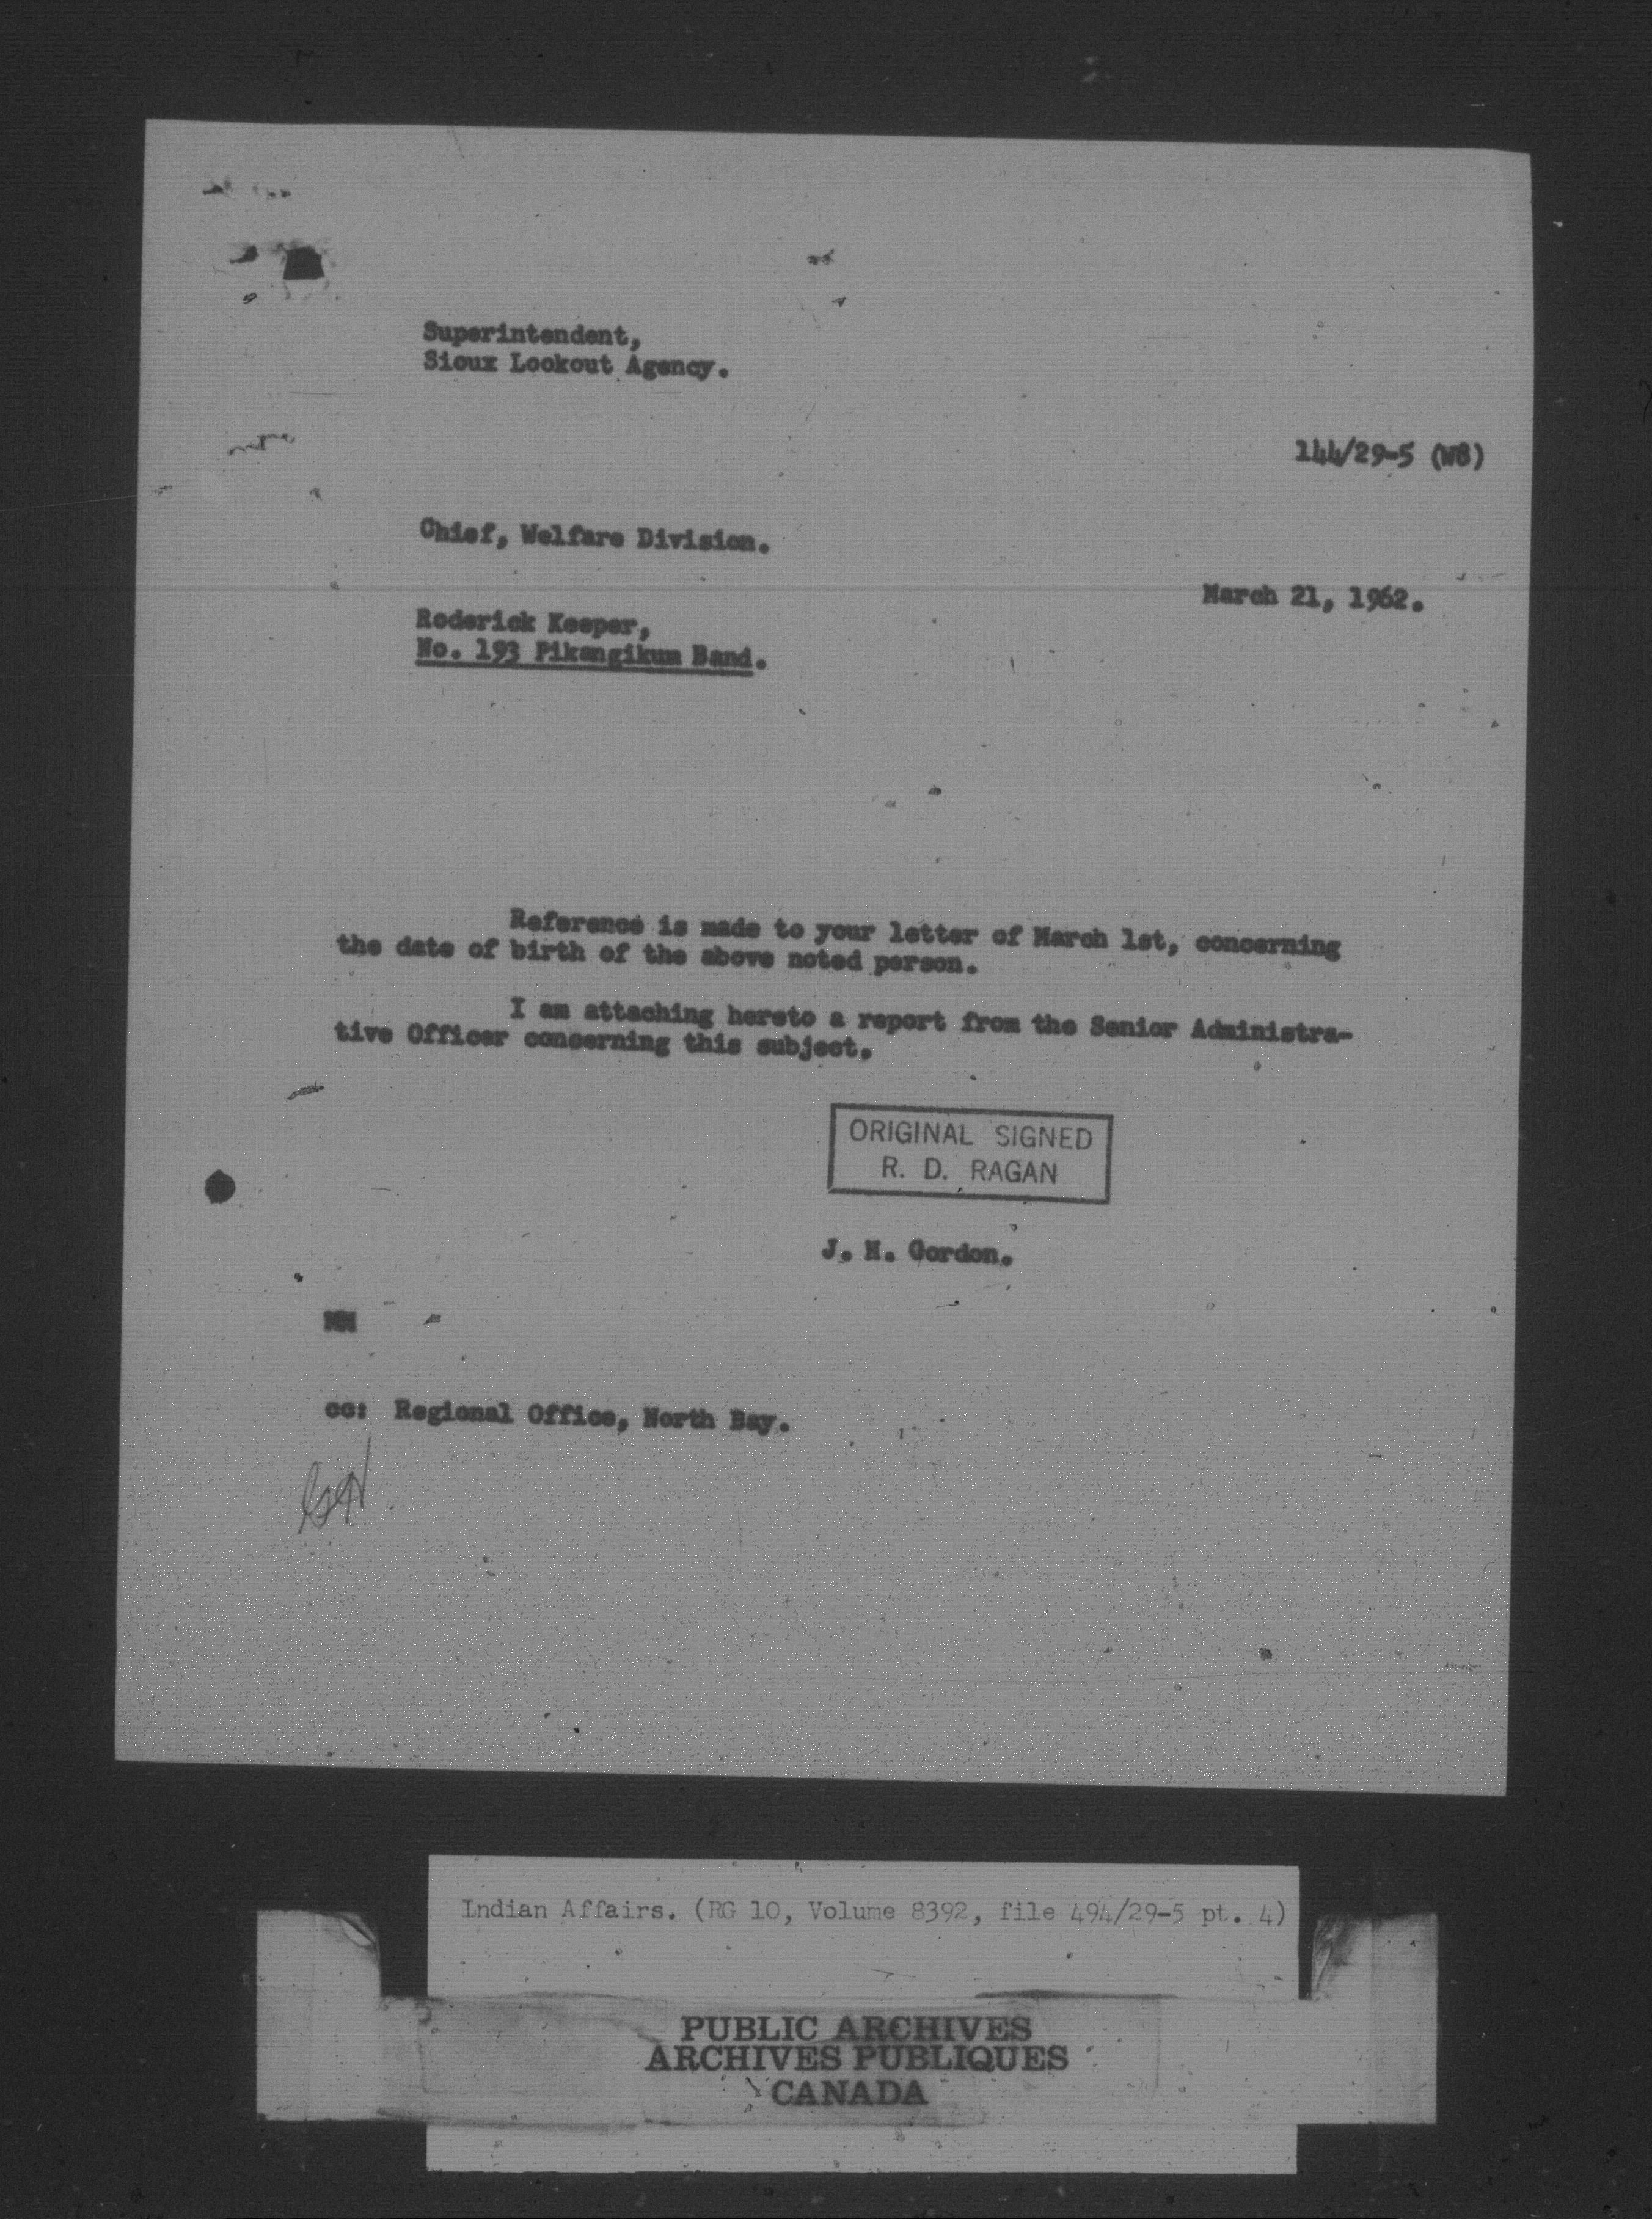 Superintendent,
Sioux Lookout Agency.
144/29-5 (W8)
Chief, Welfare Division.
March 21, 1962.
Roderick Keeper,
No. 193 Pikangikum Band.
Reference is made to your letter of March 1st, concerning
the date of birth of the above noted person.
I am attaching hereto a report from the Senior Administra-
tive Officer concerning this subject.
ORIGINAL SIGNED
R. D. RAGAN
J. H. Gordon.
cc: Regional Office, North Bay.
Indian Affairs. (RG 10, Volume 8392, file 494/29-5 pt. 4)
PUBLIC ARCHIVES
ARCHIVES PUBLIQUES
CANADA